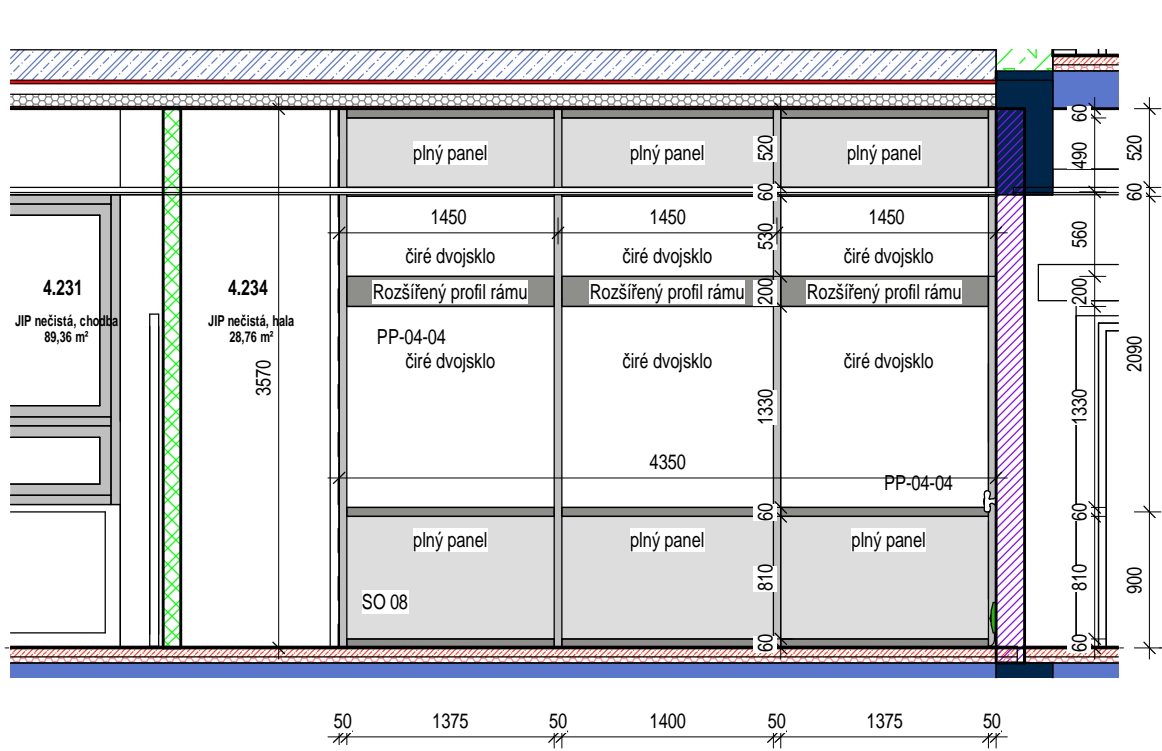 plný panel
plný panel
plný panel
520
60
490
520
60
60
1450
1450
1450
530
560
čiré dvojsklo
čiré dvojsklo
čiré dvojsklo
4.231
JIP nečistá, chodba
89,36 m²
4.234
JIP nečistá, hala
28,76 m²
Rozšířený profil rámu
Rozšířený profil rámu
Rozšířený profil rámu
200
200
PP-04-04
čiré dvojsklo
čiré dvojsklo
čiré dvojsklo
3570
2090
1330
1330
4350
PP-04-04
60
60
plný panel
plný panel
plný panel
810
810
900
SO 08
60
60
50
1375
50
1400
50
1375
50